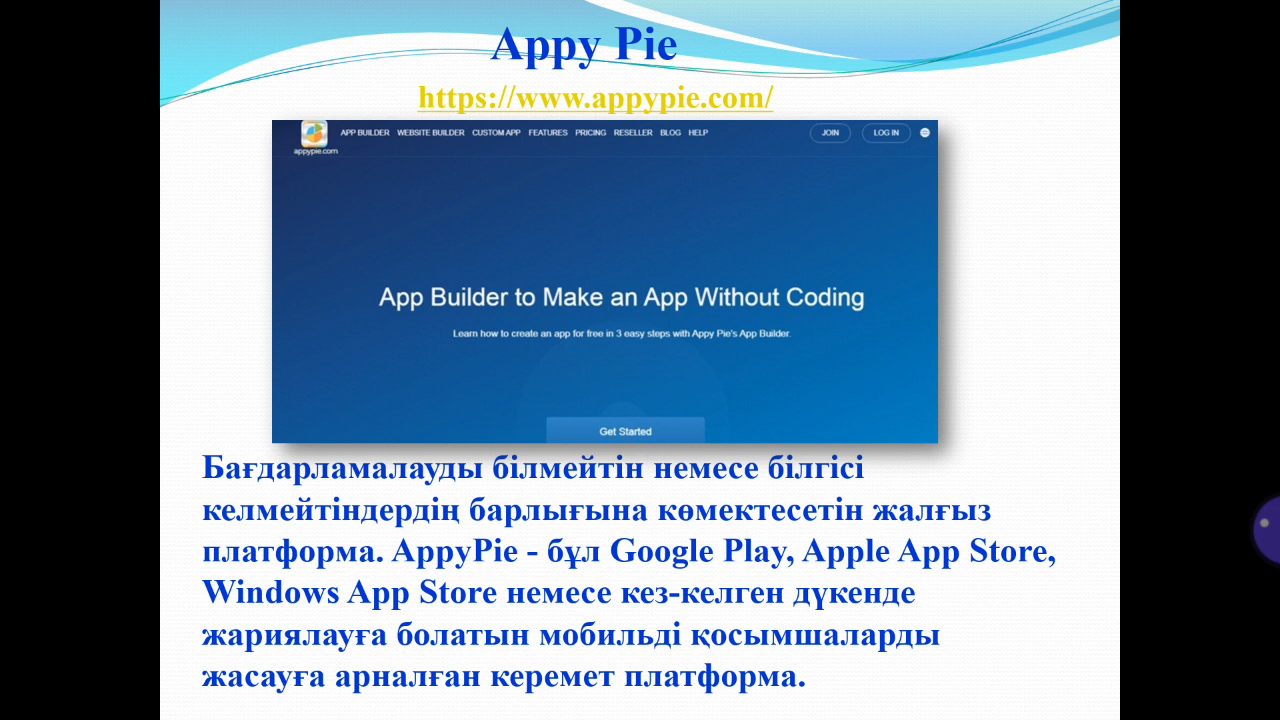 Appy Pie
https://www.appypie.com/
appypie.com
APP BUILDER WEBSITE BUILDER CUSTOM APP FEATURES PRICING RESELLER BLOG HELP JOIN LOG IN
App Builder to Make an App Without Coding
Learn how to create an app for free in 3 easy steps with Appy Pie's App Builder.
Get Started
Бағдарламалауды білмейтін немесе білгісі
келмейтіндердің барлығына көмектесетін жалғыз
платформа. AppyPie - бұл Google Play, Apple App Store,
Windows App Store немесе кез-келген дүкенде
жариялауға болатын мобильді қосымшаларды
жасауға арналған керемет платформа.